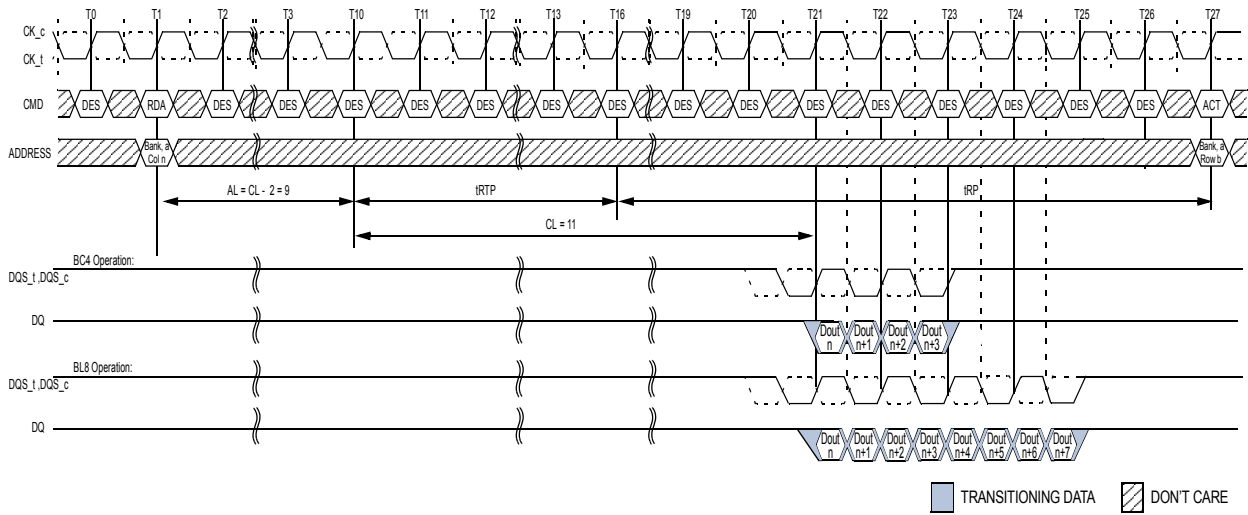 T0 T1 T2 T3 T10 T11 T12 T13 T16 T19 T20 T21 T22 T23 T24 T25 T26 T27
CK_c
CK_t
CMD DES RDA DES DES DES DES DES DES DES DES DES DES DES DES DES DES DES ACT
ADDRESS Bank, a Bank, a
Col n Row b
AL = CL - 2 = 9 tRTP tRP
CL = 11
BC4 Operation:
DQS_t ,DQS_c
DQ Dout Dout Dout Dout
n n+1 n+2 n+3
BL8 Operation:
DQS_t ,DQS_c
DQ Dout Dout Dout Dout Dout Dout Dout Dout
n n+1 n+2 n+3 n+4 n+5 n+6 n+7
TRANSITIONING DATA DON'T CARE